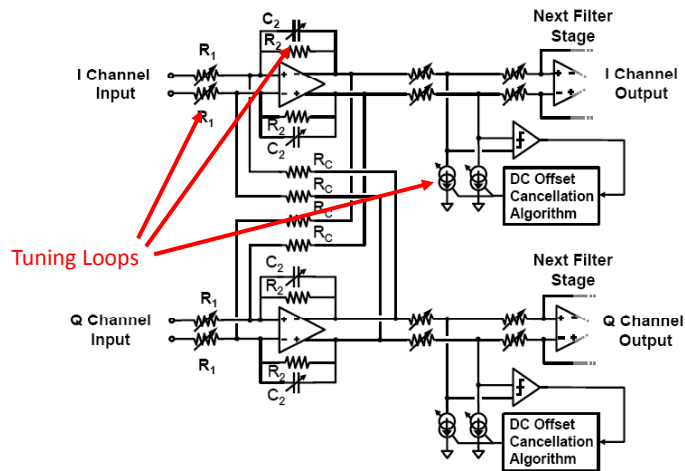 C2
Next Filter
Stage
R1
R2
I Channel
Input
I Channel
Output
R1
R2
C2
RC
DC Offset
Cancellation
Algorithm
RC
RC
Tuning Loops
RC
Next Filter
Stage
C2
R1
R2
Q Channel
Input
Q Channel
Output
R1
R2
C2
DC Offset
Cancellation
Algorithm